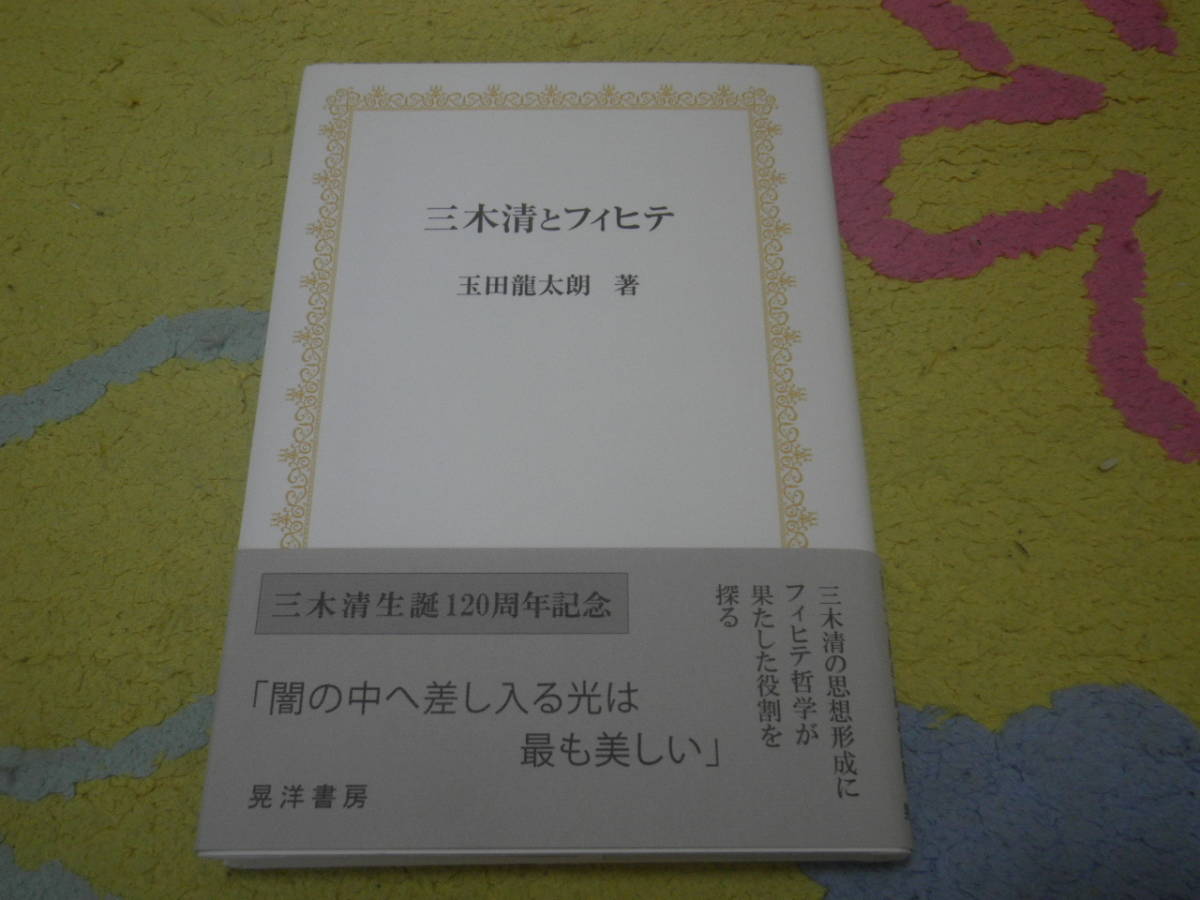 三木清とフィヒテ
玉田龍太朗 著
三木清生誕120周年記念
「闇の中へ差し入る光は
最も美しい」
晃洋書房
三木清の思想形成に
フィヒテ哲学が
果たした役割を
探る